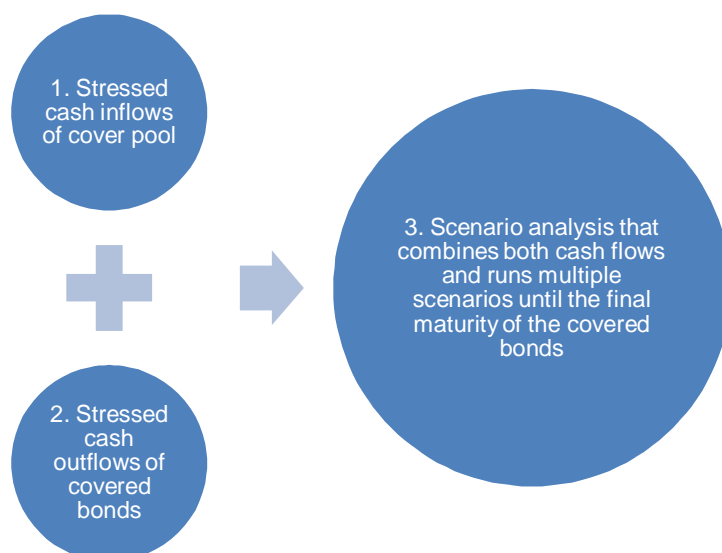 1. Stressed
cash inflows
of cover pool
2. Stressed
cash
outflows of
covered
bonds
3. Scenario analysis that
combines both cash flows
and runs multiple
scenarios until the final
maturity of the covered
bonds